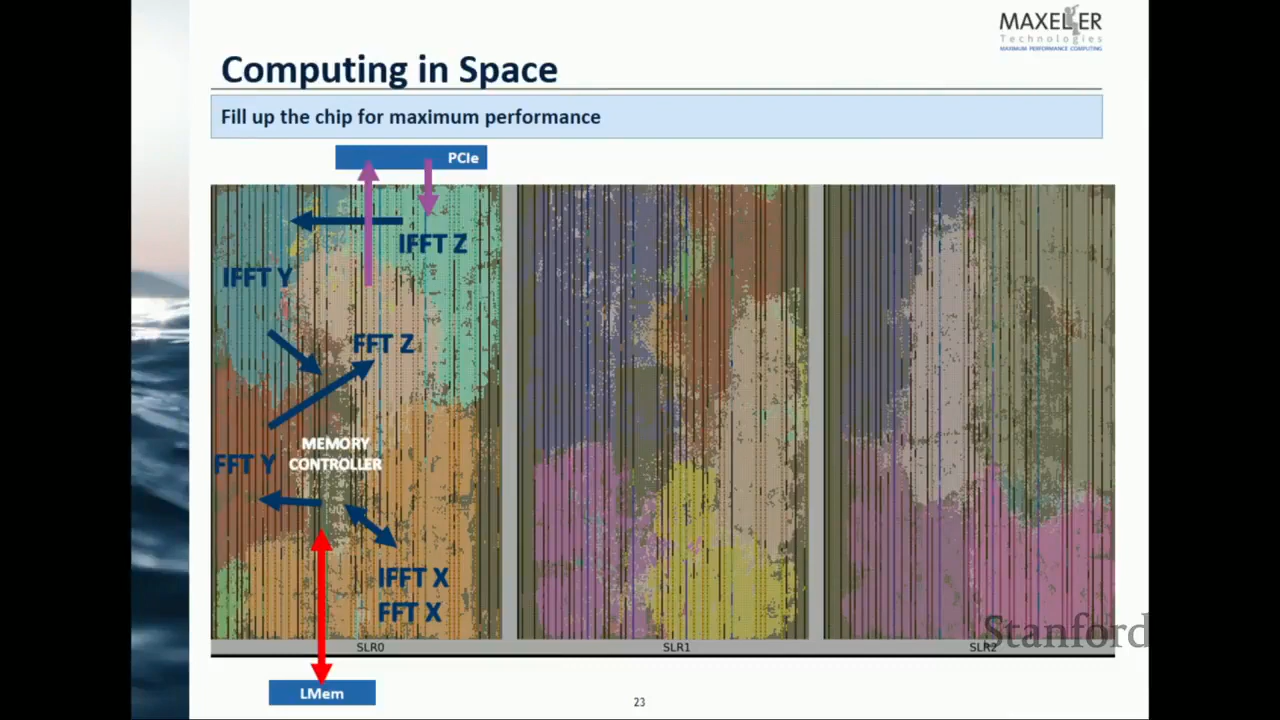 MAXELER
Technologies
MAXIMUM PERFORMANCE COMPUTING
Computing in Space
Fill up the chip for maximum performance
PCIe
IFFT Z
IFFT Y
FFT Z
MEMORY
CONTROLLER
FFT Y
IFFT X
FFT X
Stanford
SLR0
SLR1
SLR2
LMem
23